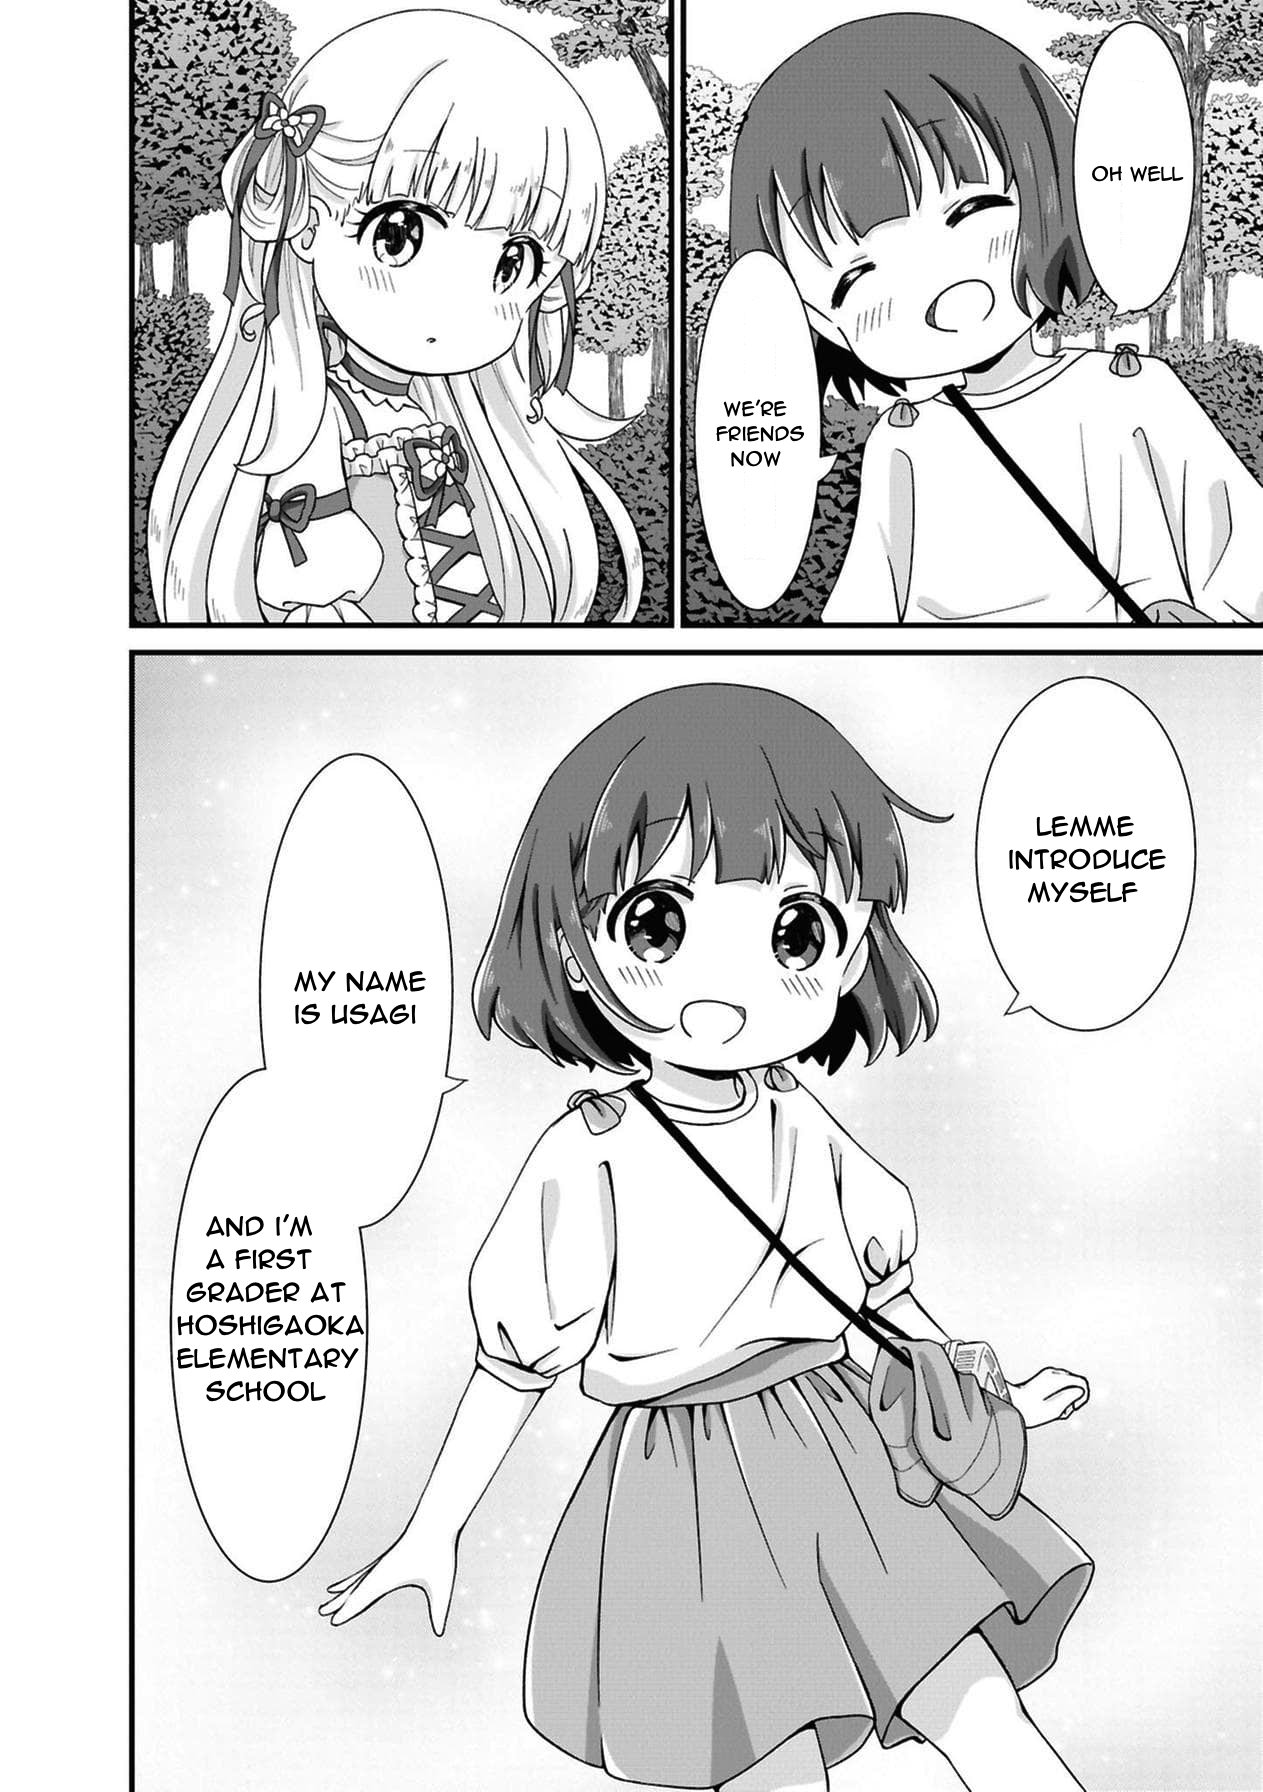 OH WELL
WE'RE
FRIENDS
NOW
LEMME
INTRODUCE
MYSELF
MY NAME
IS USAGI
AND I'M
A FIRST
GRADER AT
HOSHIGAOKA
ELEMENTARY
SCHOOL